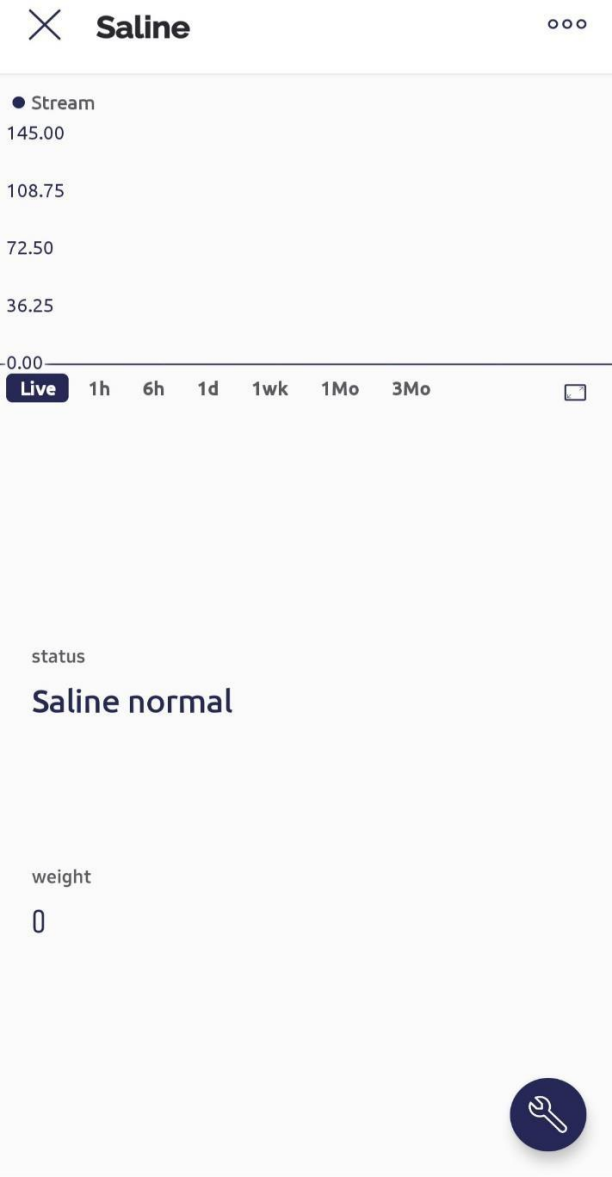 Saline
Stream
145.00
108.75
72.50
36.25
0.00
Live 1h 6h 1d 1wk 1Mo 3Mo
status
Saline normal
weight
0